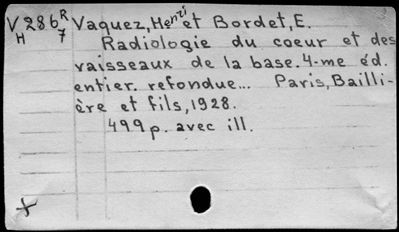 V286R Vaquez, Henri et Bordet, E.
H 7 Radiologie du coeur et des
vaisseaux de la base. 4-me éd.
entier. refondue... Paris, Bailli-
ère et fils, 1928.
499 p. avec ill.